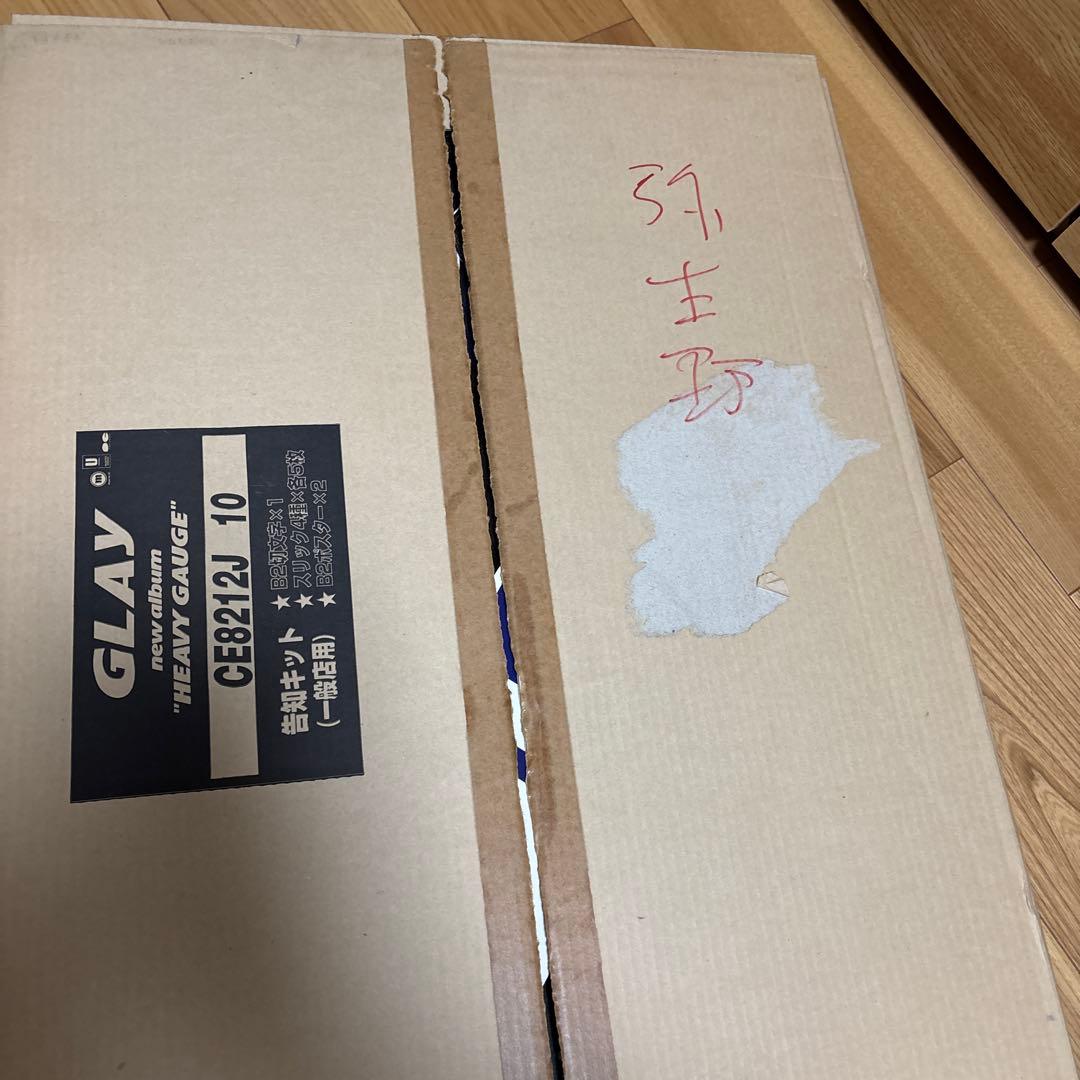 GLAY
new album
"HEAVY GAUGE"
CE8212J 10
告知キット
(一般店用)
★B2切文字×1
★スリック4種×各5枚
★B2ポスター×2
弥生野